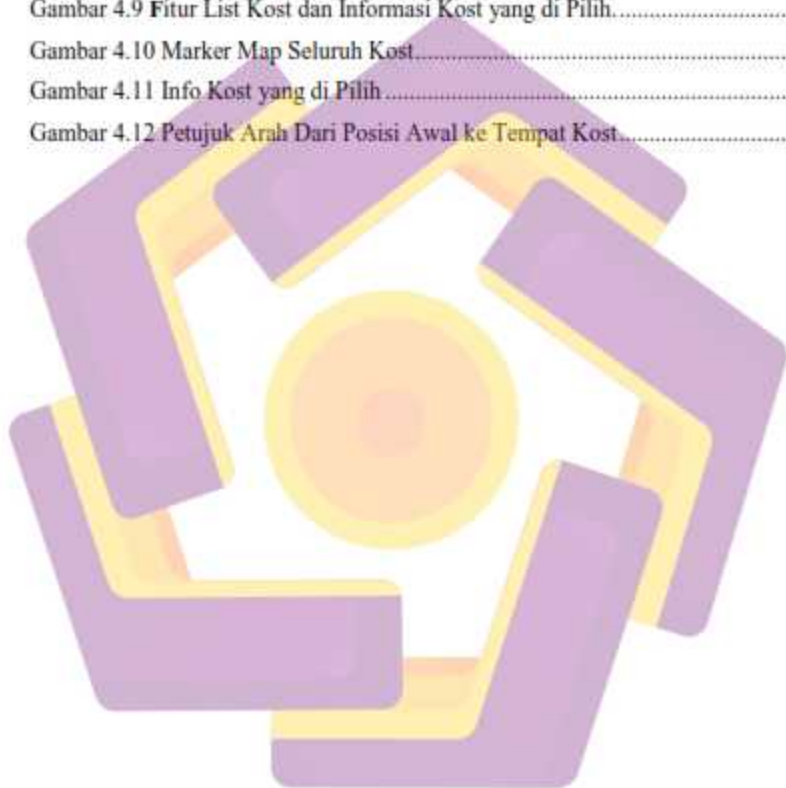 Gambar 4.9 Fitur List Kost dan Informasi Kost yang di Pilih.............................
Gambar 4.10 Marker Map Seluruh Kost..............................................................
Gambar 4.11 Info Kost yang di Pilih....................................................................
Gambar 4.12 Petujuk Arah Dari Posisi Awal ke Tempat Kost............................